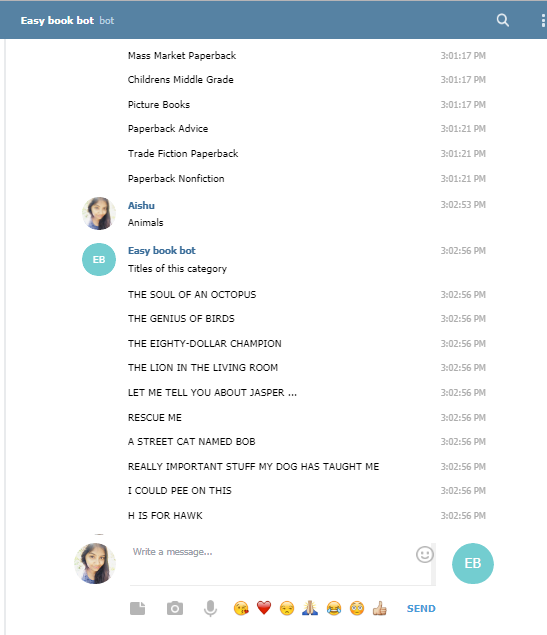 Easy book bot bot
Mass Market Paperback 3:01:17 PM
Childrens Middle Grade 3:01:17 PM
Picture Books 3:01:17 PM
Paperback Advice 3:01:21 PM
Trade Fiction Paperback 3:01:21 PM
Paperback Nonfiction 3:01:21 PM
Aishu 3:02:53 PM
Animals
EB
Easy book bot 3:02:56 PM
Titles of this category
THE SOUL OF AN OCTOPUS 3:02:56 PM
THE GENIUS OF BIRDS 3:02:56 PM
THE EIGHTY-DOLLAR CHAMPION 3:02:56 PM
THE LION IN THE LIVING ROOM 3:02:56 PM
LET ME TELL YOU ABOUT JASPER ... 3:02:56 PM
RESCUE ME 3:02:56 PM
A STREET CAT NAMED BOB 3:02:56 PM
REALLY IMPORTANT STUFF MY DOG HAS TAUGHT ME 3:02:56 PM
I COULD PEE ON THIS 3:02:56 PM
H IS FOR HAWK 3:02:56 PM
Write a message...
EB
SEND